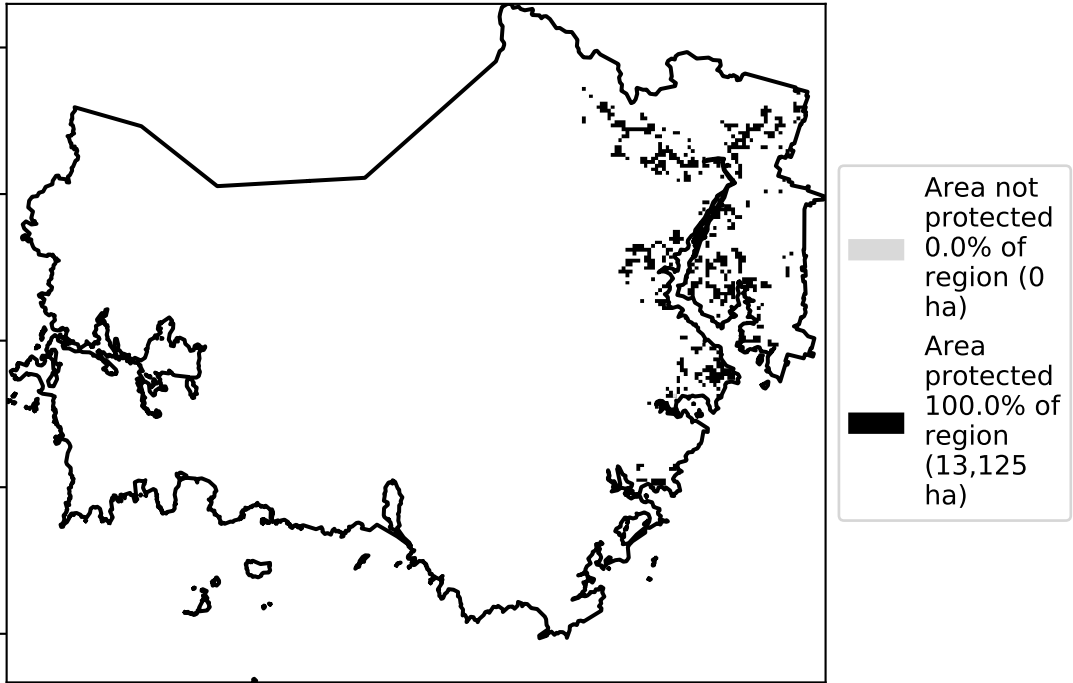 Area not
protected
0.0% of
region (0
ha)
Area
protected
100.0% of
region
(13,125
ha)